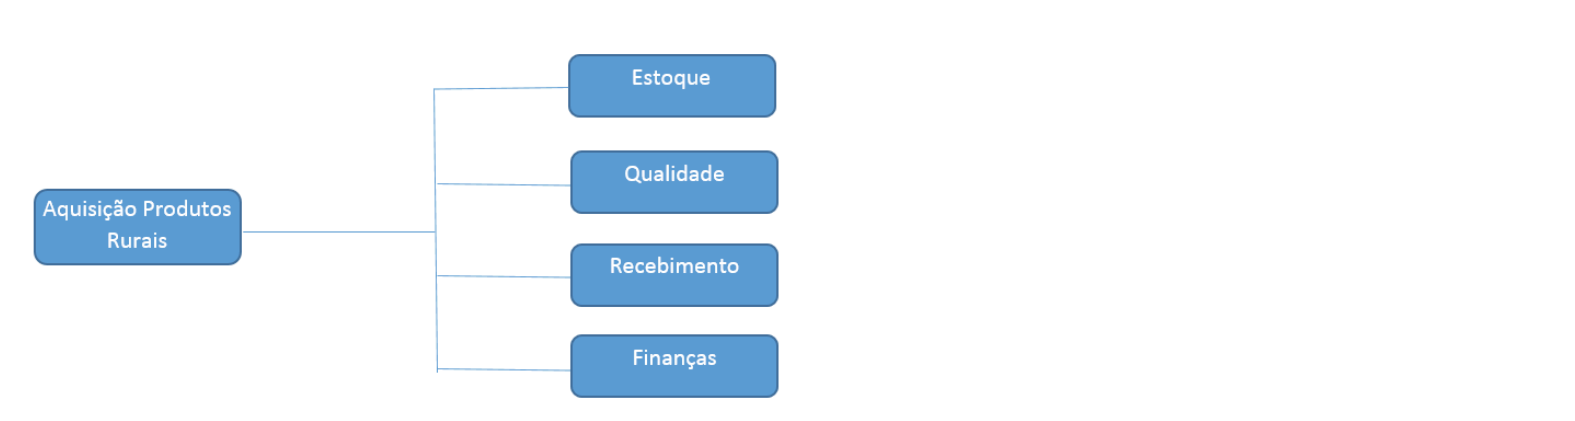 Estoque
Qualidade
Aquisição Produtos
Rurais
Recebimento
Finanças